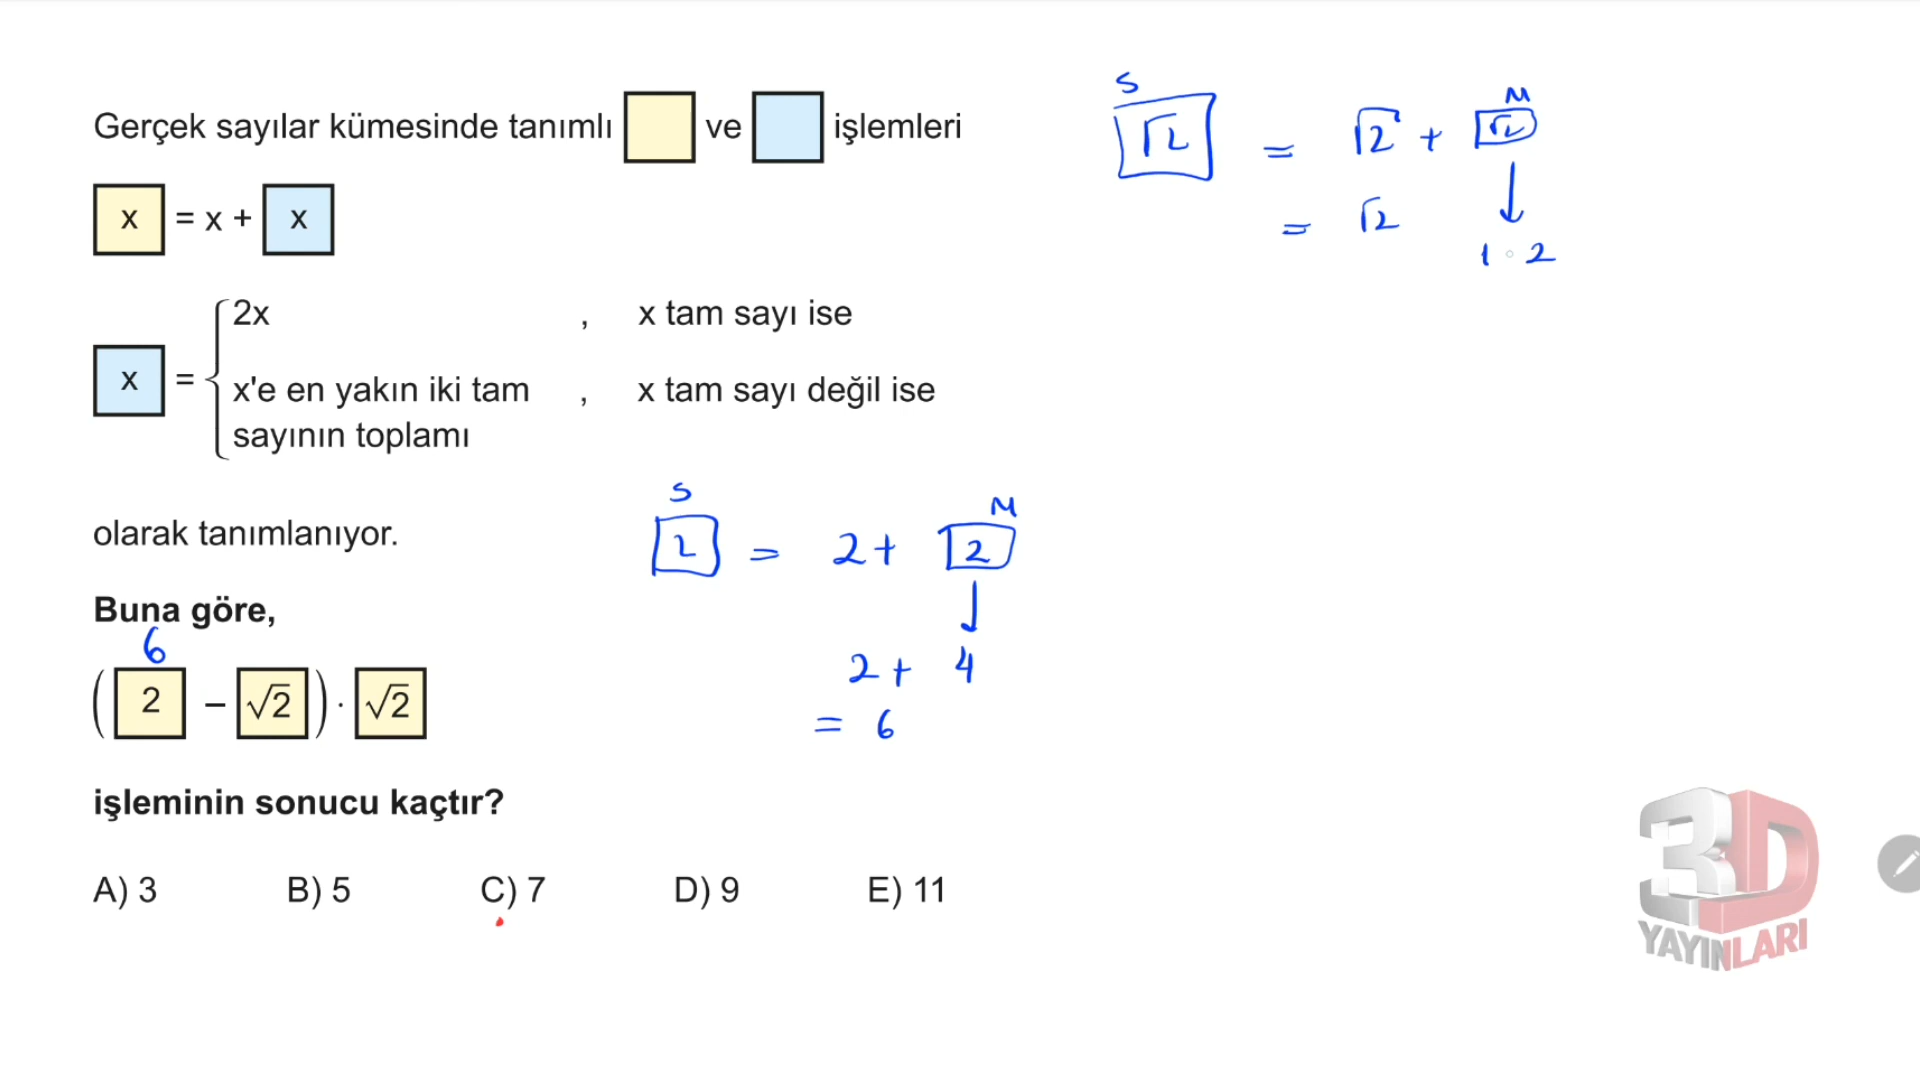 Gerçek sayılar kümesinde tanımlı ve işlemleri
x = x + x
x = 2x , x tam sayı ise
x'e en yakın iki tam , x tam sayı değil ise
sayının toplamı
olarak tanımlanıyor.
Buna göre,
6
(2 − √2) · √2
işleminin sonucu kaçtır?
A) 3 B) 5 C) 7 D) 9 E) 11
S M
√2 = √2 + √2
= √2
1 2
S M
2 = 2 + 2
2 + 4
= 6
3D
YAYINLARI